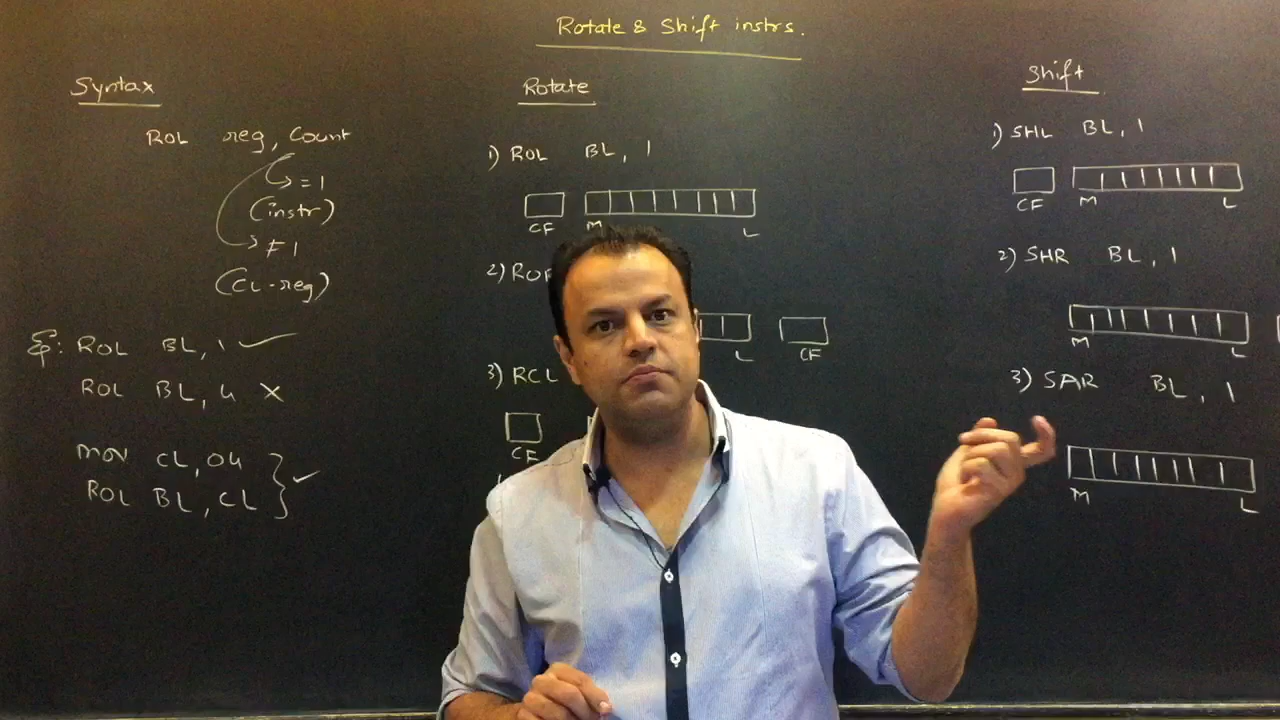 Rotate & Shift instrs.
Syntax
ROL reg, Count
= 1
(instr)
≠ 1
(CL-reg)
Eg: ROL BL, 1 ✓
ROL BL, 4 X
MOV CL, 04
ROL BL, CL } ✓
Rotate
1) ROL BL, 1
CF M L
2) ROR
L CF
3) RCL
CF
Shift
1) SHL BL, 1
CF M L
2) SHR BL, 1
M L
3) SAR BL, 1
M L